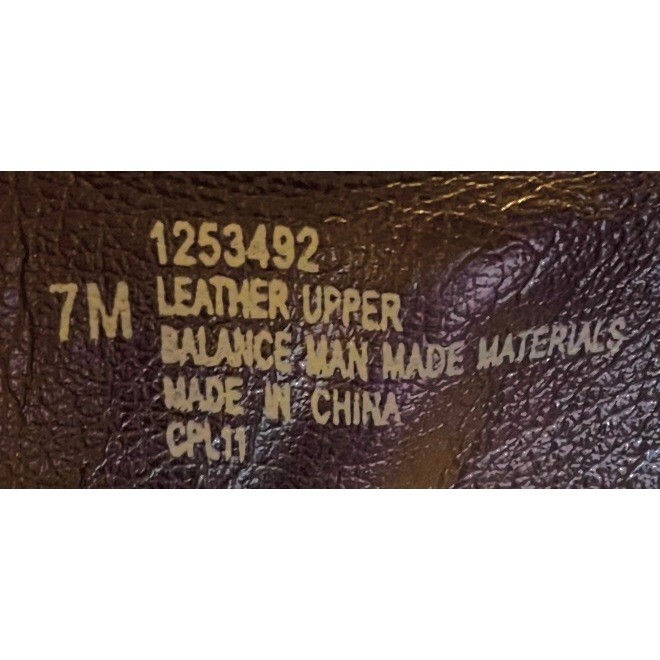 1253492
7M
LEATHER UPPER
BALANCE MAN MADE MATERIALS
MADE IN CHINA
CPL11